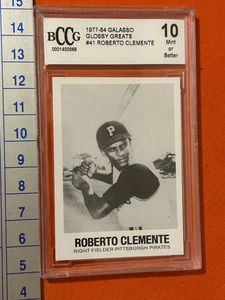 15
14
13
12
11
10
9
8
7
6
5
BCCG
0001400568
1977-84 GALASSO
GLOSSY GREATS
#41 ROBERTO CLEMENTE
10
Mint
or
Better
P
ROBERTO CLEMENTE
RIGHT FIELDER-PITTSBURGH PIRATES